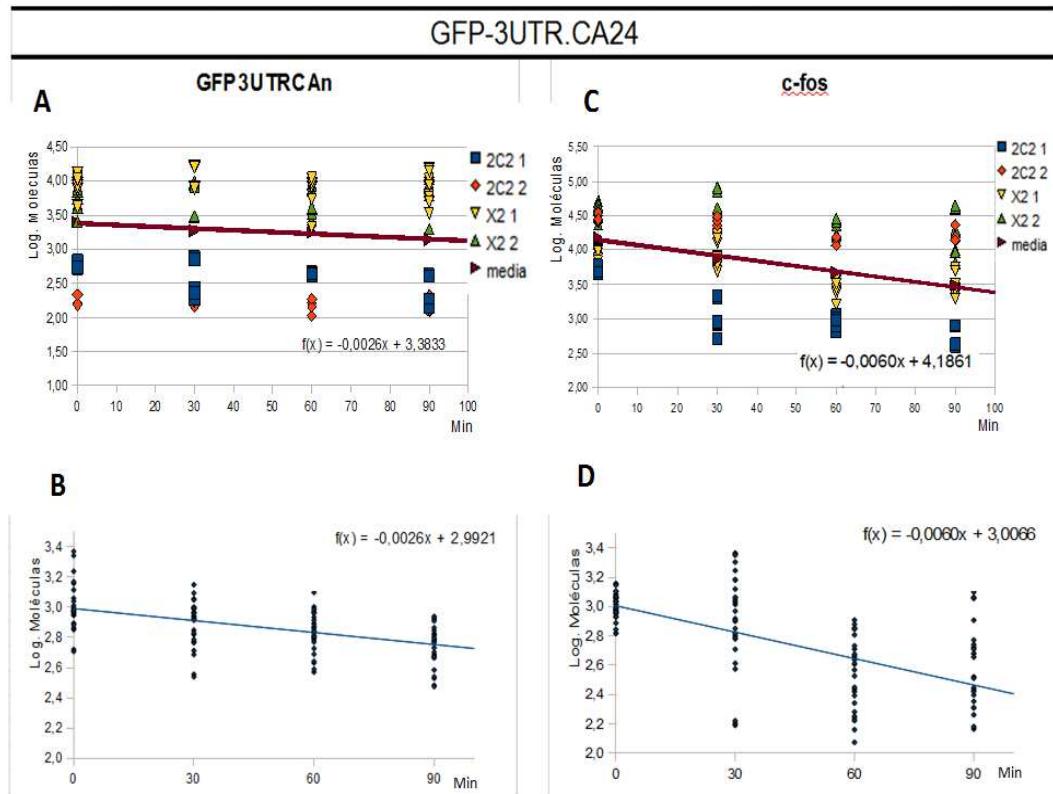 GFP-3UTR.CA24
GFP3UTRCAn
c-fos
A
Log. Moleculas
4,50
4,00
3,50
3,00
2,50
2,00
1,50
1,00
0 10 20 30 40 50 60 70 80 90 100
Min
f(x) = -0,0026x + 3,3833
2C2 1
2C2 2
X2 1
X2 2
media
C
Log. Moléculas
5,50
5,00
4,50
4,00
3,50
3,00
2,50
2,00
0 10 20 30 40 50 60 70 80 90 100
Min
f(x) = -0,0060x + 4,1861
2C2 1
2C2 2
X2 1
X2 2
media
B
f(x) = -0,0026x + 2,9921
Log. Moléculas
3,4
3,2
3,0
2,8
2,6
2,4
2,2
2,0
0 30 60 90 Min
D
f(x) = -0,0060x + 3,0066
Log. Moléculas
3,4
3,2
3,0
2,8
2,6
2,4
2,2
2,0
0 30 60 90 Min